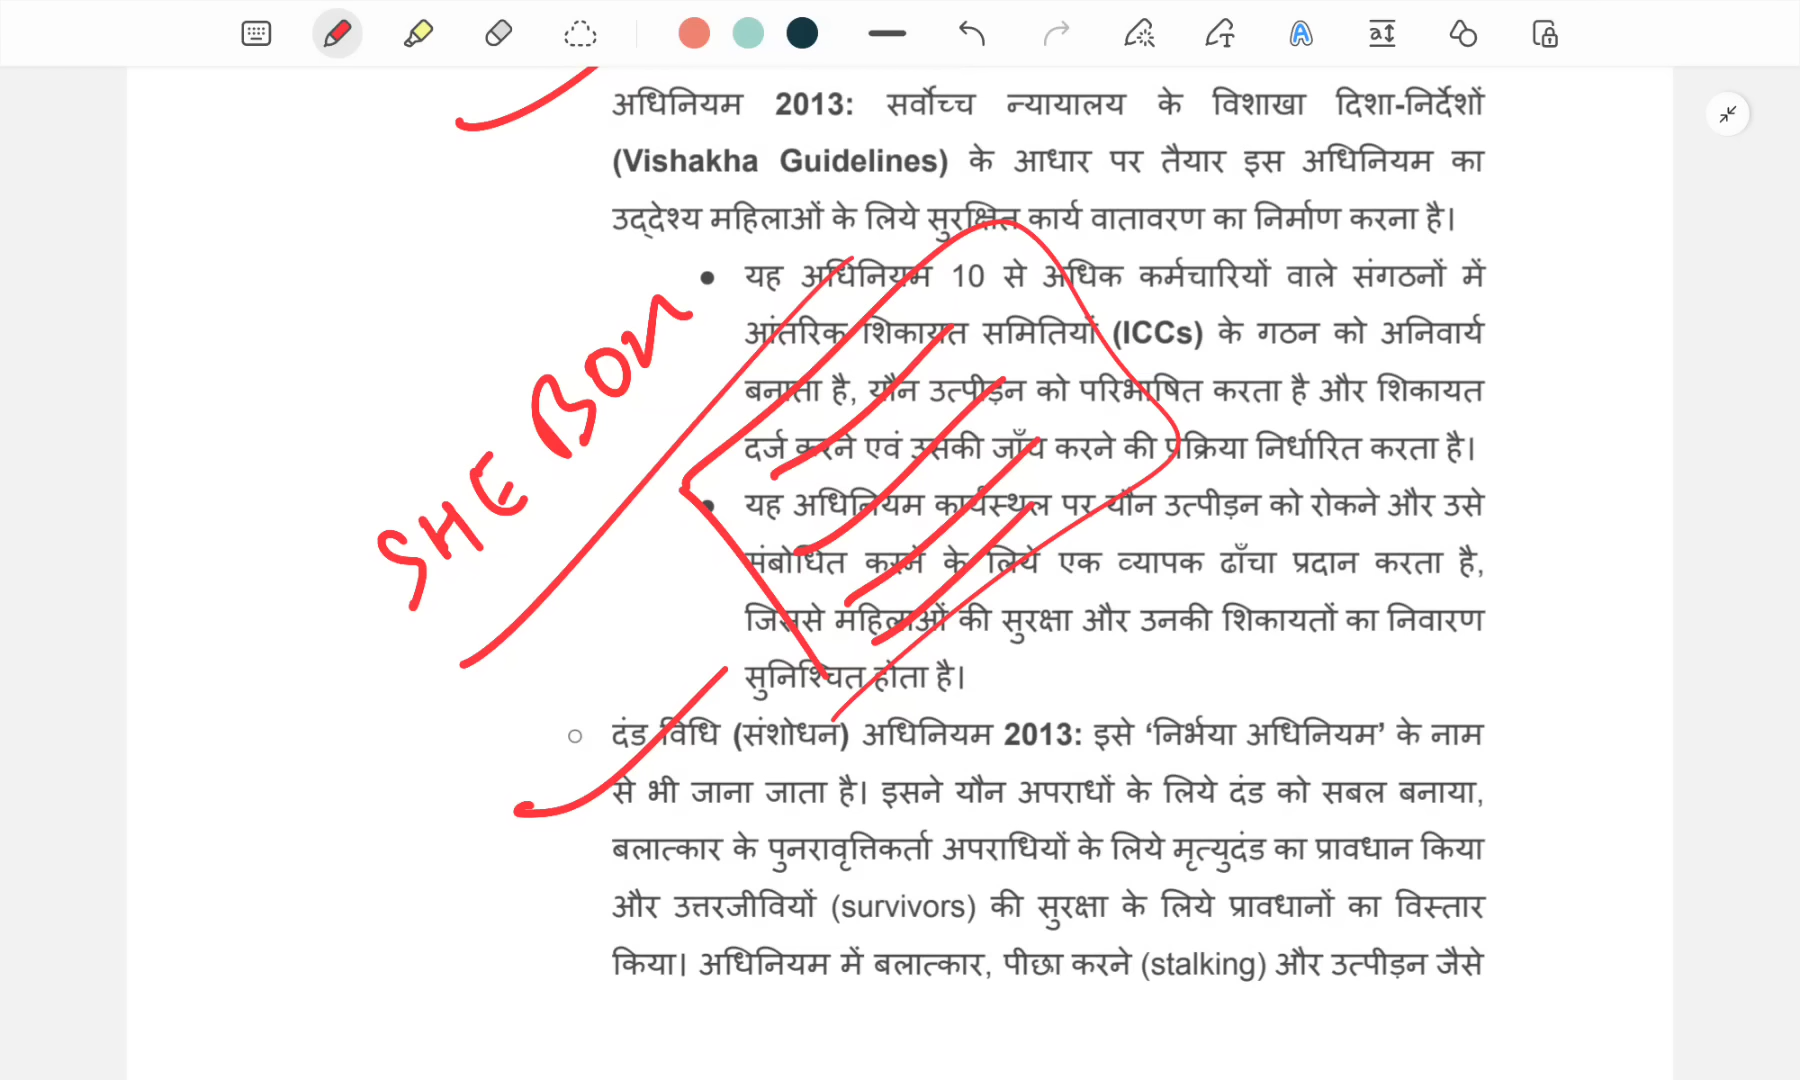 अधिनियम 2013: सर्वोच्च न्यायालय के विशाखा दिशा-निर्देशों
(Vishakha Guidelines) के आधार पर तैयार इस अधिनियम का
उद्देश्य महिलाओं के लिये सुरक्षित कार्य वातावरण का निर्माण करना है।
● यह अधिनियम 10 से अधिक कर्मचारियों वाले संगठनों में
आंतरिक शिकायत समितियों (ICCs) के गठन को अनिवार्य
बनाता है, यौन उत्पीड़न को परिभाषित करता है और शिकायत
दर्ज करने एवं उसकी जाँच करने की प्रक्रिया निर्धारित करता है।
● यह अधिनियम कार्यस्थल पर यौन उत्पीड़न को रोकने और उसे
संबोधित करने के लिये एक व्यापक ढाँचा प्रदान करता है,
जिससे महिलाओं की सुरक्षा और उनकी शिकायतों का निवारण
सुनिश्चित होता है।
○ दंड विधि (संशोधन) अधिनियम 2013: इसे ‘निर्भया अधिनियम’ के नाम
से भी जाना जाता है। इसने यौन अपराधों के लिये दंड को सबल बनाया,
बलात्कार के पुनरावृत्तिकर्ता अपराधियों के लिये मृत्युदंड का प्रावधान किया
और उत्तरजीवियों (survivors) की सुरक्षा के लिये प्रावधानों का विस्तार
किया। अधिनियम में बलात्कार, पीछा करने (stalking) और उत्पीड़न जैसे
SHE